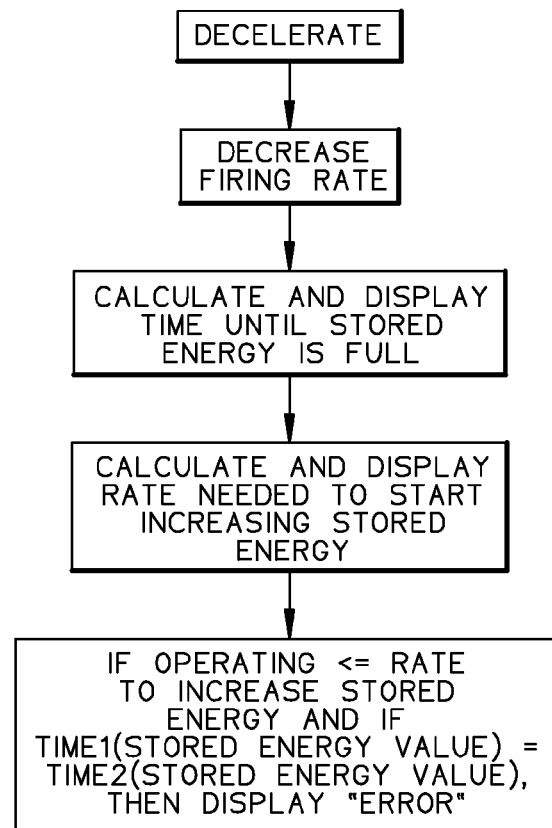 DECELERATE
DECREASE
FIRING RATE
CALCULATE AND DISPLAY
TIME UNTIL STORED
ENERGY IS FULL
CALCULATE AND DISPLAY
RATE NEEDED TO START
INCREASING STORED
ENERGY
IF OPERATING <= RATE
TO INCREASE STORED
ENERGY AND IF
TIME1(STORED ENERGY VALUE) =
TIME2(STORED ENERGY VALUE),
THEN DISPLAY "ERROR"